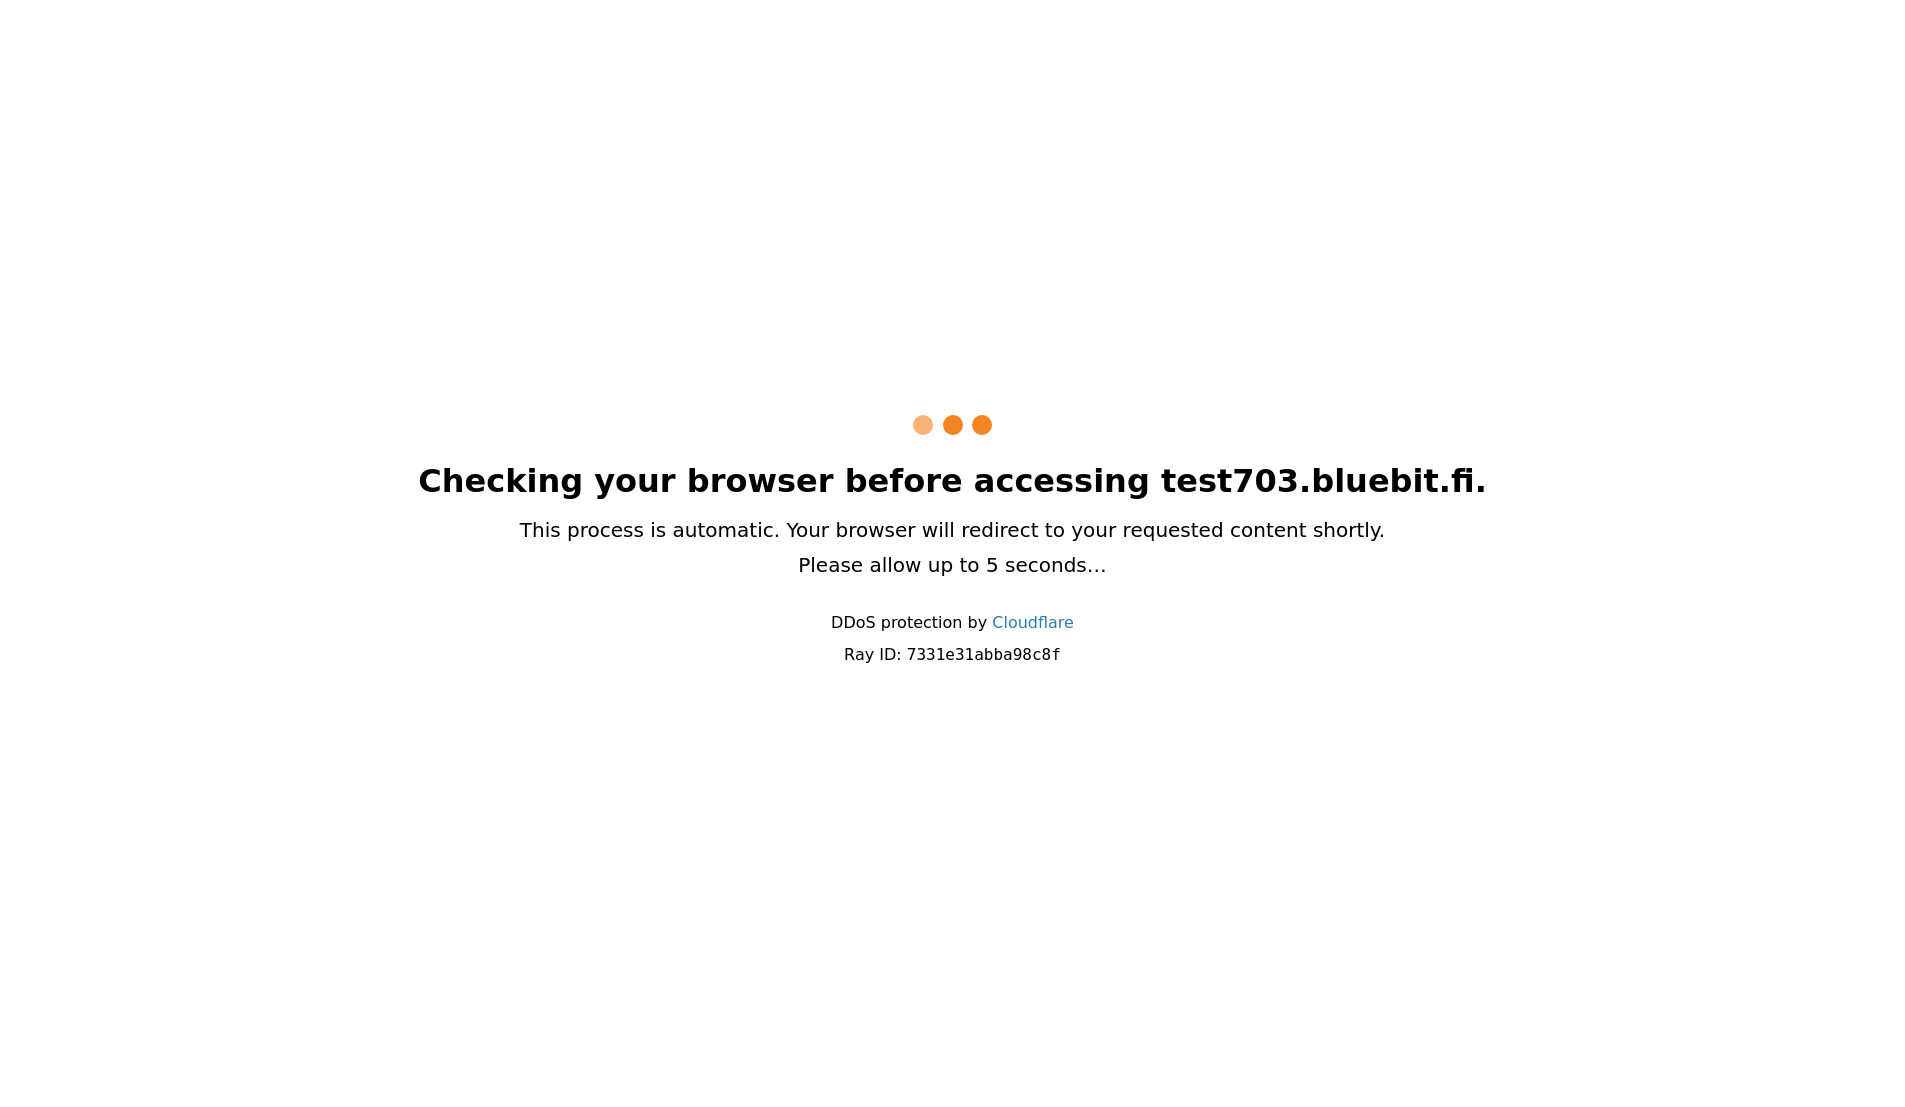 Checking your browser before accessing test703.bluebit.fi.
This process is automatic. Your browser will redirect to your requested content shortly.
Please allow up to 5 seconds…
DDoS protection by Cloudflare
Ray ID: 7331e31abba98c8f